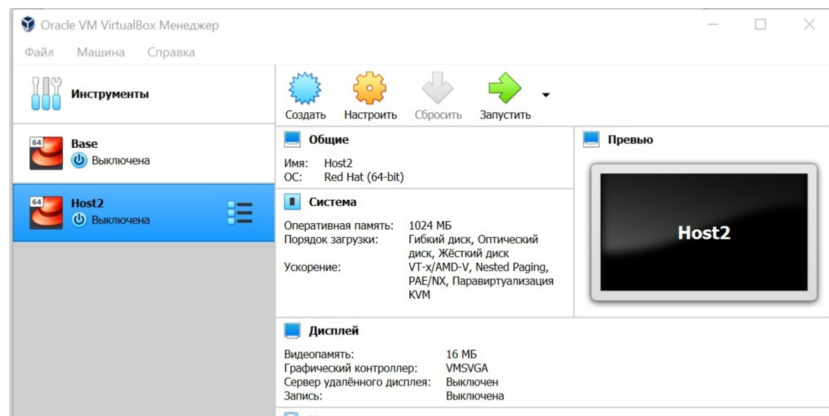 Oracle VM VirtualBox Менеджер
Файл Машина Справка
Инструменты
64
Base
Выключена
64
Host2
Выключена
Создать Настроить Сбросить Запустить
Общие
Имя: Host2
ОС: Red Hat (64-bit)
Система
Оперативная память: 1024 МБ
Порядок загрузки: Гибкий диск, Оптический
диск, Жёсткий диск
Ускорение: VT-x/AMD-V, Nested Paging,
PAE/NX, Паравиртуализация
KVM
Превью
Host2
Дисплей
Видеопамять: 16 МБ
Графический контроллер: VMSVGA
Сервер удалённого дисплея: Выключен
Запись: Выключена